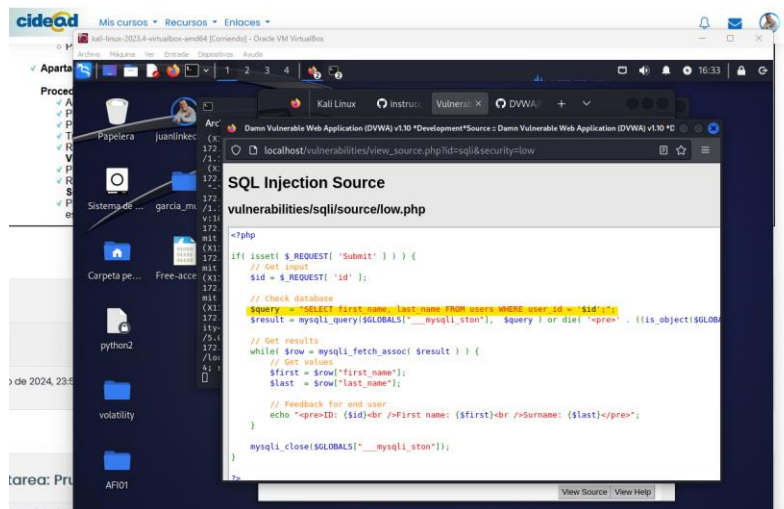 cidead Mis cursos Recursos Enlaces
kali-linux-2023.4-virtualbox-amd64 [Corriendo] - Oracle VM VirtualBox
Archivo Máquina Ver Entrada Dispositivos Ayuda
Aparta
1 2 3 4
16:33
Proced
Kali Linux
instrucc
Vulnerab
DVWA/
Damn Vulnerable Web Application (DVWA) v1.10 *Development*Source :: Damn Vulnerable Web Application (DVWA) v1.10 *D
localhost/vulnerabilities/view_source.php?id=sqli&security=low
Papelera
juanlinkec
Sistema de ...
garcia_mu
Carpeta pe...
Free-acce
python2
volatility
AFI01
SQL Injection Source
vulnerabilities/sqli/source/low.php
<?php
if( isset( $_REQUEST[ 'Submit' ] ) ) {
// Get input
$id = $_REQUEST[ 'id' ];
// Check database
$query = "SELECT first_name, last_name FROM users WHERE user_id = '$id';";
$result = mysqli_query($GLOBALS["___mysqli_ston"], $query ) or die( '<pre>' . ((is_object($GLOBA
// Get results
while( $row = mysqli_fetch_assoc( $result ) ) {
// Get values
$first = $row["first_name"];
$last = $row["last_name"];
// Feedback for end user
echo "<pre>ID: {$id}<br />First name: {$first}<br />Surname: {$last}</pre>";
}
mysqli_close($GLOBALS["___mysqli_ston"]);
}
?>
View Source View Help
o de 2024, 23:5
tarea: Pru